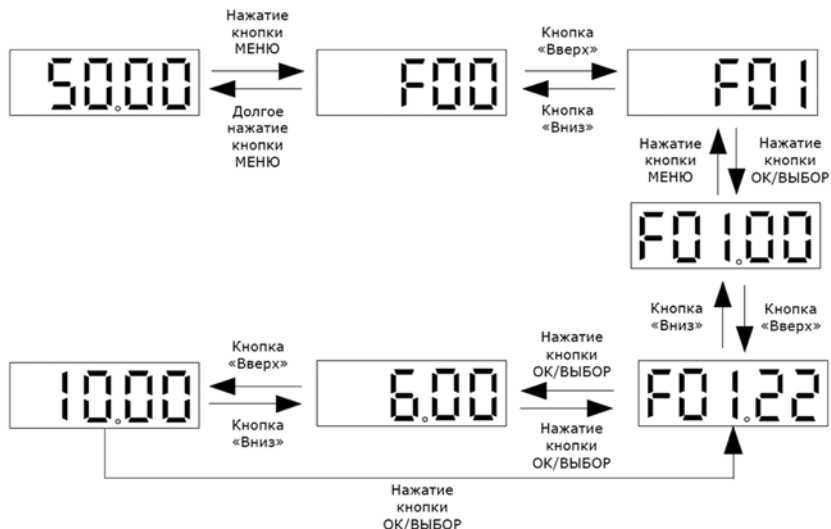 Нажатие
кнопки
МЕНЮ
50.00
F00
F01
Долгое
нажатие
кнопки
МЕНЮ
Кнопка
«Вверх»
Кнопка
«Вниз»
Нажатие
кнопки
МЕНЮ
Нажатие
кнопки
ОК/ВЫБОР
F01.00
Кнопка
«Вниз»
Кнопка
«Вверх»
F01.22
Нажатие
кнопки
ОК/ВЫБОР
Нажатие
кнопки
ОК/ВЫБОР
6.00
Кнопка
«Вверх»
Кнопка
«Вниз»
10.00
Нажатие
кнопки
ОК/ВЫБОР